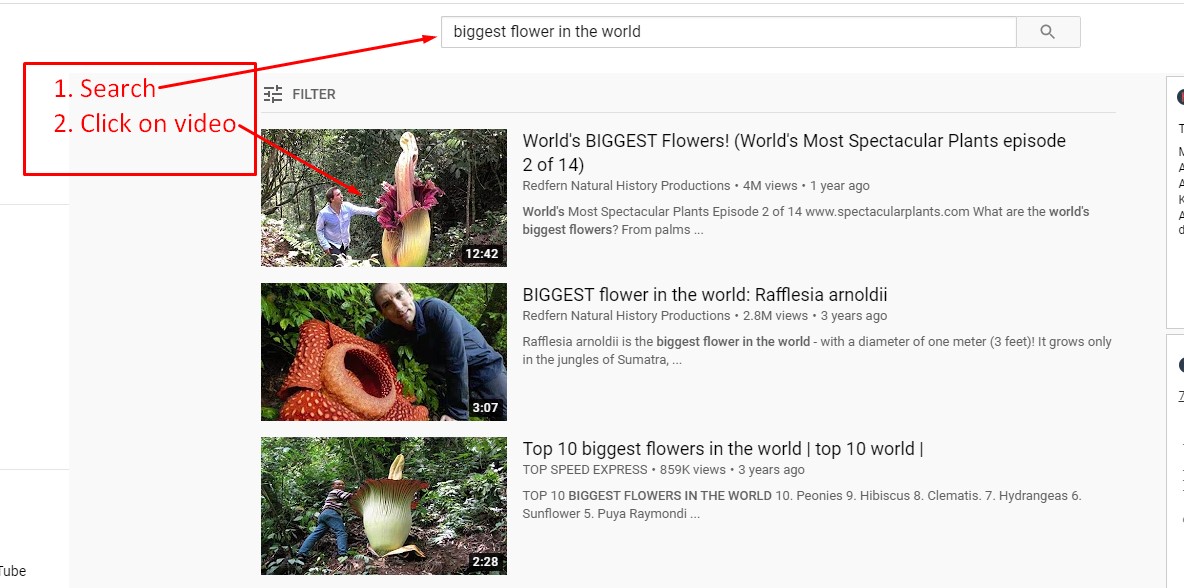 biggest flower in the world
1. Search
2. Click on video
FILTER
World's BIGGEST Flowers! (World's Most Spectacular Plants episode
2 of 14)
Redfern Natural History Productions • 4M views • 1 year ago
World's Most Spectacular Plants Episode 2 of 14 www.spectacularplants.com What are the world's
biggest flowers? From palms ...
12:42
BIGGEST flower in the world: Rafflesia arnoldii
Redfern Natural History Productions • 2.8M views • 3 years ago
Rafflesia arnoldii is the biggest flower in the world - with a diameter of one meter (3 feet)! It grows only
in the jungles of Sumatra, ...
3:07
Top 10 biggest flowers in the world | top 10 world |
TOP SPEED EXPRESS • 859K views • 3 years ago
TOP 10 BIGGEST FLOWERS IN THE WORLD 10. Peonies 9. Hibiscus 8. Clematis. 7. Hydrangeas 6.
Sunflower 5. Puya Raymondi ...
2:28
Tube